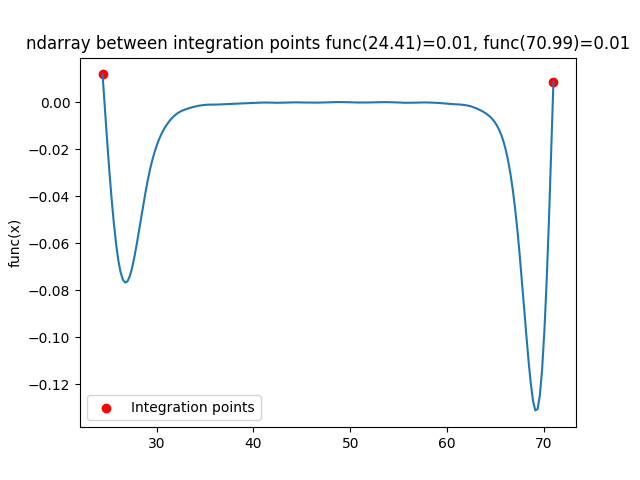 ndarray between integration points func(24.41)=0.01, func(70.99)=0.01
0.00
−0.02
−0.04
−0.06
−0.08
−0.10
−0.12
func(x)
Integration points
30 40 50 60 70